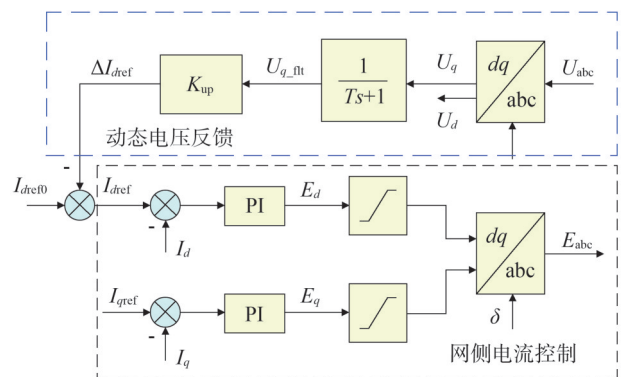 ΔI_dref
K_up
U_q_flt
1
Ts+1
U_q
U_d
dq
abc
U_abc
动态电压反馈
-
I_dref0
I_dref
-
I_d
PI
E_d
dq
abc
E_abc
I_qref
-
I_q
PI
E_q
δ
网侧电流控制